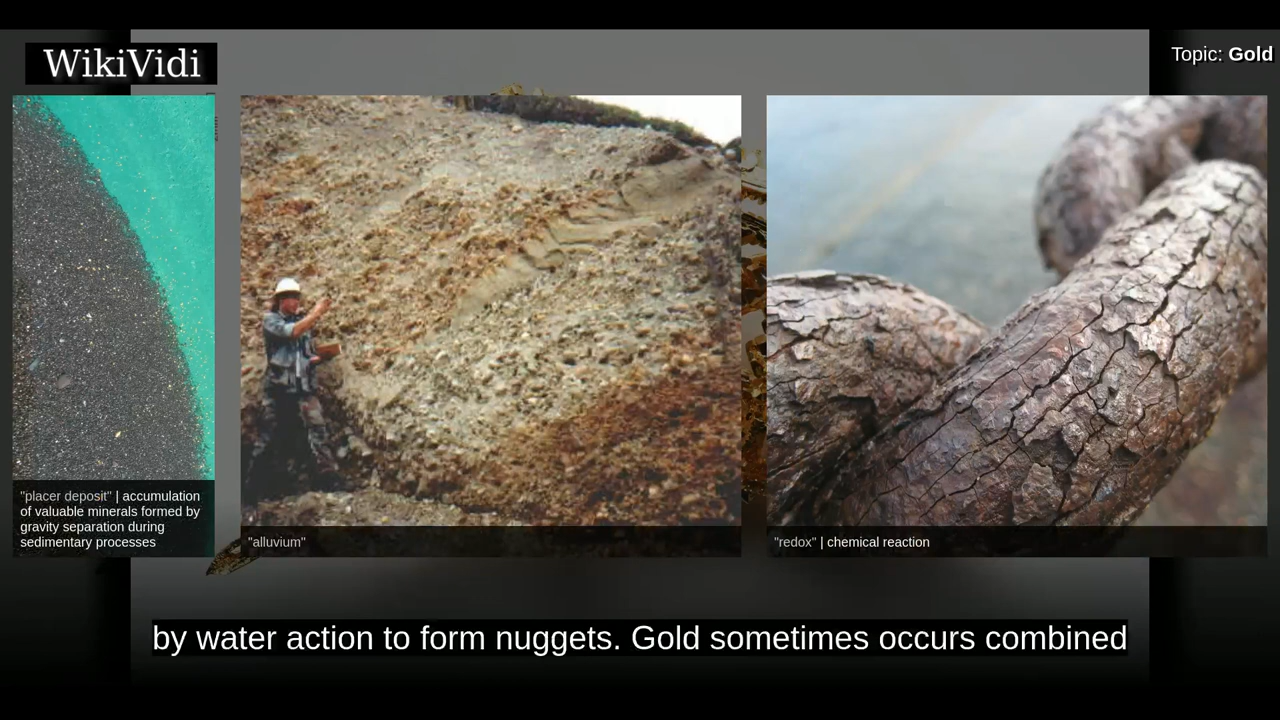 WikiVidi
Topic: Gold
"placer deposit" | accumulation
of valuable minerals formed by
gravity separation during
sedimentary processes
"alluvium"
"redox" | chemical reaction
by water action to form nuggets. Gold sometimes occurs combined